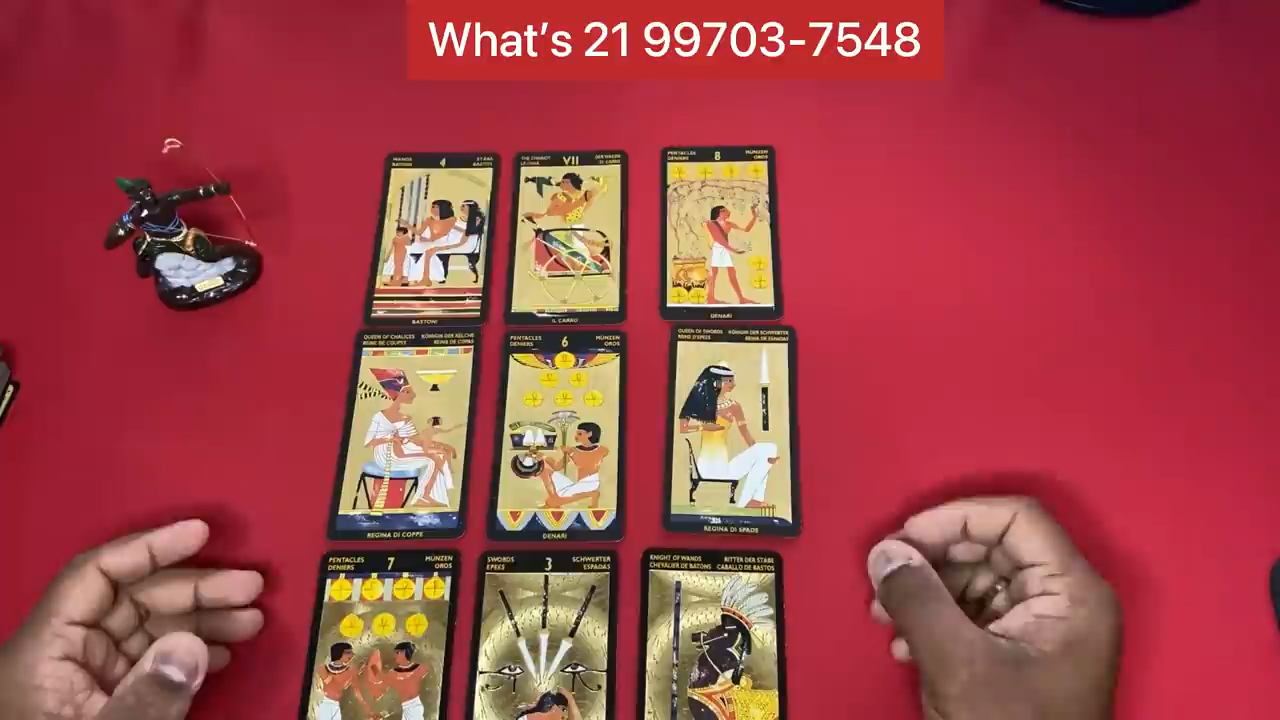 What's 21 99703-7548
WANDS
BASTONI
4
THE CHARIOT
VII
IL CARRO
PENTACLES
DENIERS
8
MÜNZEN
OROS
BASTONI
IL CARRO
DENARI
QUEEN OF CHALICES
REINE DE COUPES
KÖNIGIN DER KELCHE
REINA DE COPAS
PENTACLES
DENIERS
6
MÜNZEN
OROS
QUEEN OF SWORDS
REINE D'EPEES
KÖNIGIN DER SCHWERTER
REINA DE ESPADAS
REGINA DI COPPE
DENARI
REGINA DI SPADE
PENTACLES
DENIERS
7
MÜNZEN
OROS
SWORDS
EPEES
3
SCHWERTER
ESPADAS
KNIGHT OF WANDS
CHEVALIER DE BATONS
RITTER DER STÄBE
CABALLO DE BASTOS